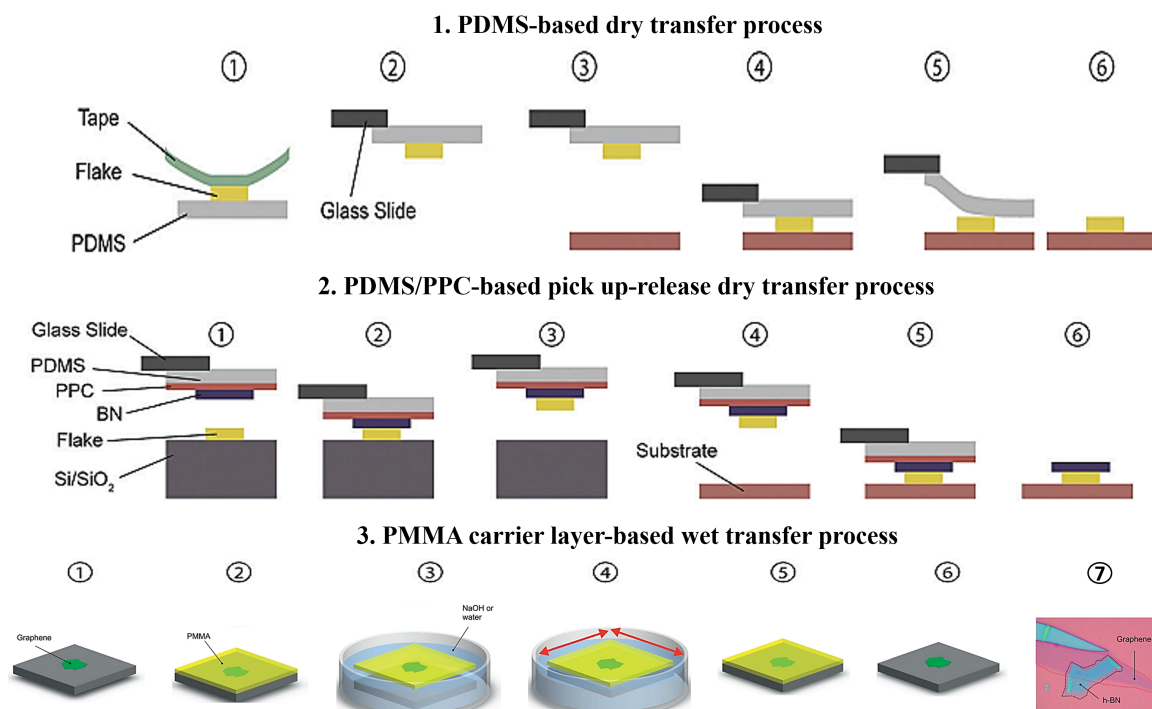 1. PDMS-based dry transfer process
① ② ③ ④ ⑤ ⑥
Tape
Flake
PDMS
Glass Slide
2. PDMS/PPC-based pick up-release dry transfer process
① ② ③ ④ ⑤ ⑥
Glass Slide
PDMS
PPC
BN
Flake
Si/SiO₂
Substrate
3. PMMA carrier layer-based wet transfer process
① ② ③ ④ ⑤ ⑥ ⑦
Graphene
PMMA
NaOH or
water
Graphene
h-BN